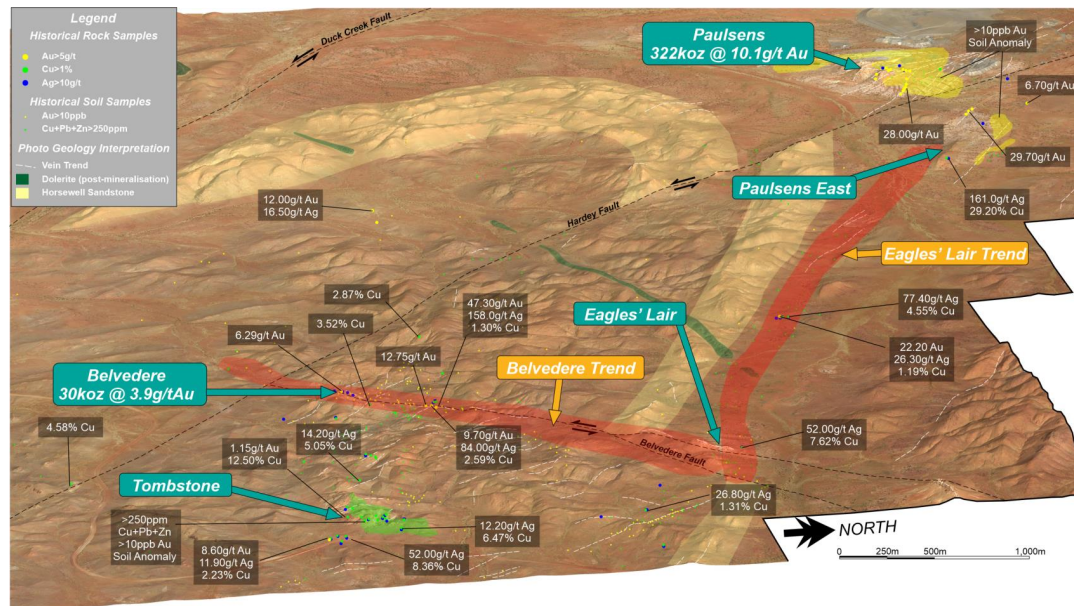 Legend
Historical Rock Samples
Au>5g/t
Cu>1%
Ag>10g/t
Historical Soil Samples
Au>10ppb
Cu+Pb+Zn>250ppm
Photo Geology Interpretation
Vein Trend
Dolerite (post-mineralisation)
Horsewell Sandstone
Duck Creek Fault
Paulsens
322koz @ 10.1g/t Au
>10ppb Au
Soil Anomaly
6.70g/t Au
28.00g/t Au
29.70g/t Au
Paulsens East
161.0g/t Ag
29.20% Cu
12.00g/t Au
16.50g/t Ag
Hardey Fault
Eagles' Lair Trend
2.87% Cu
47.30g/t Au
158.0g/t Ag
1.30% Cu
Eagles' Lair
77.40g/t Ag
4.55% Cu
6.29g/t Au
3.52% Cu
12.75g/t Au
22.20 Au
26.30g/t Ag
1.19% Cu
Belvedere
30koz @ 3.9g/tAu
Belvedere Trend
4.58% Cu
14.20g/t Ag
5.05% Cu
9.70g/t Au
84.00g/t Ag
2.59% Cu
Belvedere Fault
52.00g/t Ag
7.62% Cu
1.15g/t Au
12.50% Cu
Tombstone
26.80g/t Ag
1.31% Cu
>250ppm
Cu+Pb+Zn
>10ppb Au
Soil Anomaly
12.20g/t Ag
6.47% Cu
8.60g/t Au
11.90g/t Ag
2.23% Cu
52.00g/t Ag
8.36% Cu
NORTH
0 250m 500m 1,000m